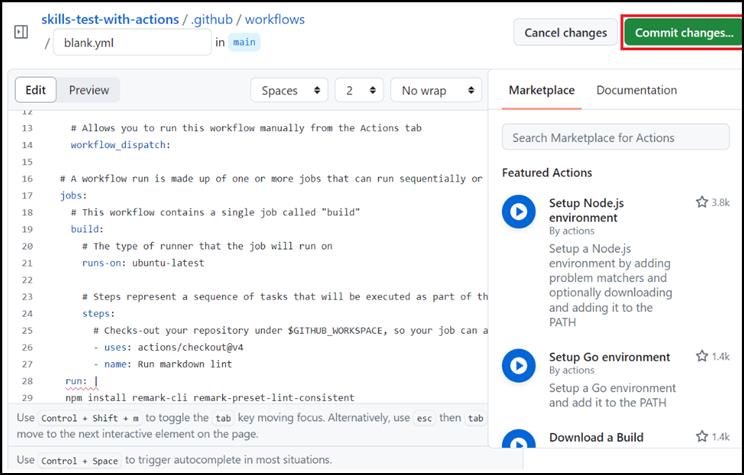 skills-test-with-actions / .github / workflows
/ blank.yml in main
Cancel changes
Commit changes...
Edit Preview
Spaces 2 No wrap
12
13 # Allows you to run this workflow manually from the Actions tab
14 workflow_dispatch:
15
16 # A workflow run is made up of one or more jobs that can run sequentially or
17 jobs:
18 # This workflow contains a single job called "build"
19 build:
20 # The type of runner that the job will run on
21 runs-on: ubuntu-latest
22
23 # Steps represent a sequence of tasks that will be executed as part of th
24 steps:
25 # Checks-out your repository under $GITHUB_WORKSPACE, so your job can a
26 - uses: actions/checkout@v4
27 - name: Run markdown lint
28 run: |
29 npm install remark-cli remark-preset-lint-consistent
Use Control + Shift + m to toggle the tab key moving focus. Alternatively, use esc then tab
move to the next interactive element on the page.
Use Control + Space to trigger autocomplete in most situations.
Marketplace Documentation
Search Marketplace for Actions
Featured Actions
Setup Node.js 3.8k
environment
By actions
Setup a Node.js
environment by adding
problem matchers and
optionally downloading
and adding it to the
PATH
Setup Go environment 1.4k
By actions
Setup a Go environment
and add it to the PATH
Download a Build 1.4k